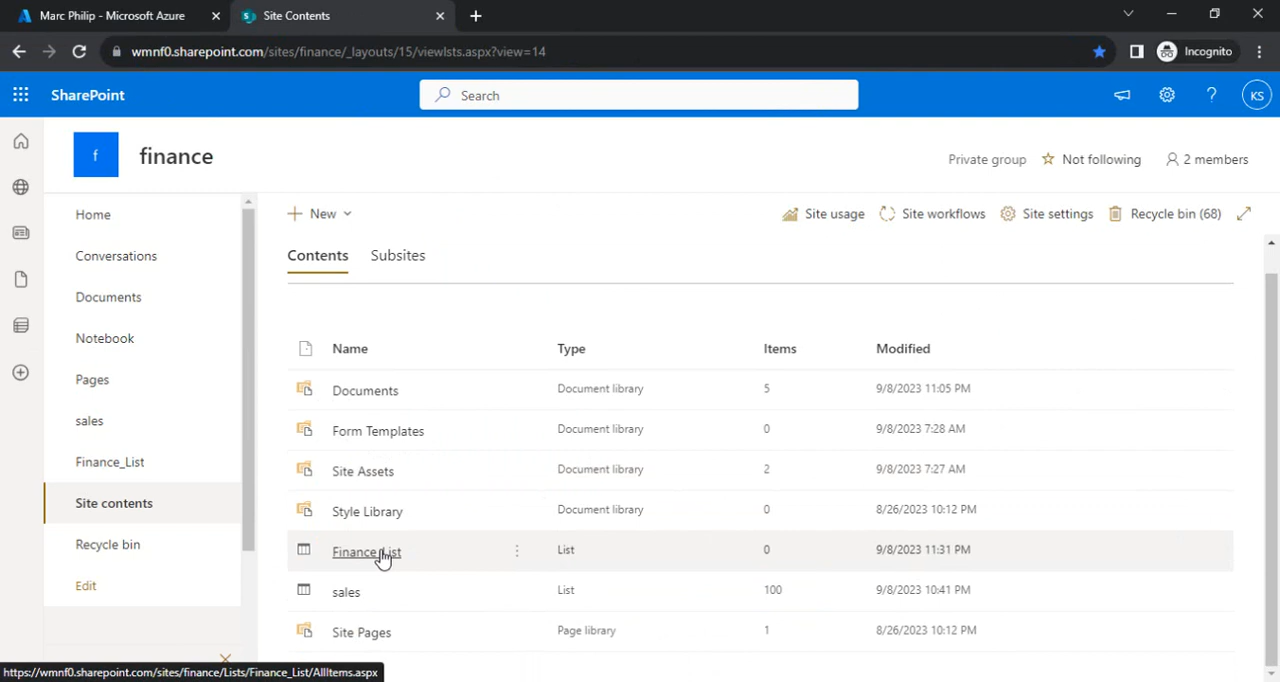 Marc Philip - Microsoft Azure
Site Contents
wmnf0.sharepoint.com/sites/finance/_layouts/15/viewlsts.aspx?view=14
Incognito
SharePoint
Search
?
KS
f
finance
Private group
Not following
2 members
Home
Conversations
Documents
Notebook
Pages
sales
Finance_List
Site contents
Recycle bin
Edit
New
Site usage
Site workflows
Site settings
Recycle bin (68)
Contents
Subsites
Name Type Items Modified
Documents Document library 5 9/8/2023 11:05 PM
Form Templates Document library 0 9/8/2023 7:28 AM
Site Assets Document library 2 9/8/2023 7:27 AM
Style Library Document library 0 8/26/2023 10:12 PM
Finance_List List 0 9/8/2023 11:31 PM
sales List 100 9/8/2023 10:41 PM
Site Pages Page library 1 8/26/2023 10:12 PM
https://wmnf0.sharepoint.com/sites/finance/Lists/Finance_List/AllItems.aspx